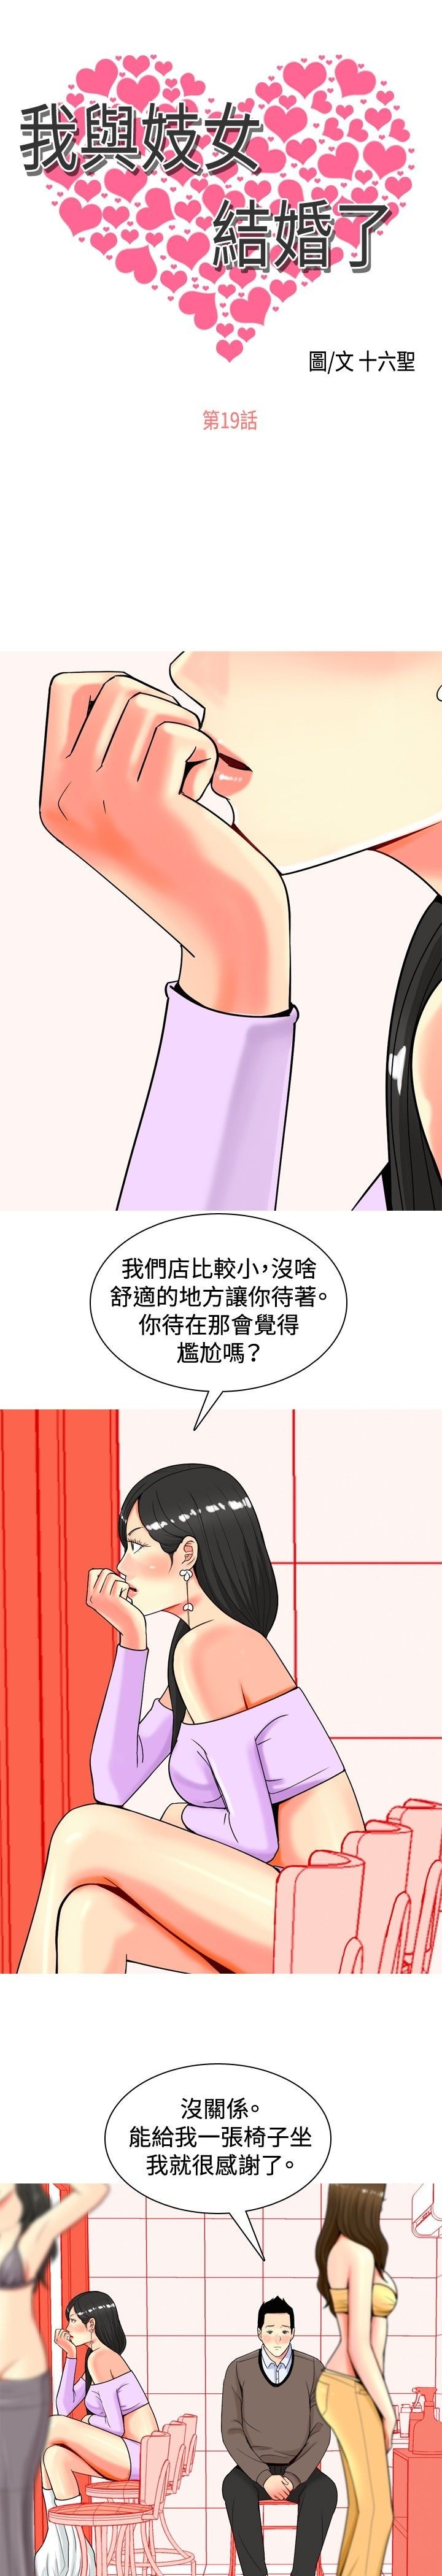 我與妓女
結婚了
圖/文 十六聖
第19話
我們店比較小，沒啥
舒適的地方讓你待著。
你待在那會覺得
尷尬嗎？
沒關係。
能給我一張椅子坐
我就很感謝了。